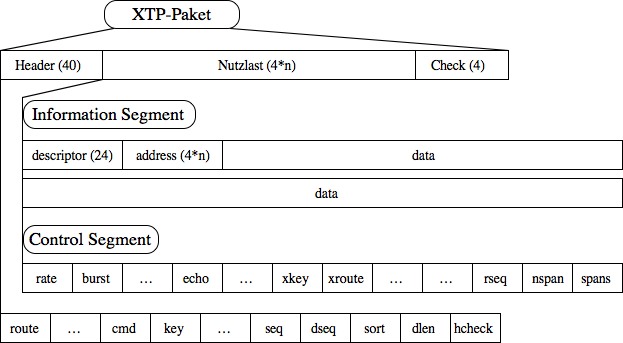 XTP-Paket
Header (40) Nutzlast (4*n) Check (4)
Information Segment
descriptor (24) address (4*n) data
data
Control Segment
rate burst ... echo ... xkey xroute ... ... rseq nspan spans
route ... cmd key ... seq dseq sort dlen hcheck